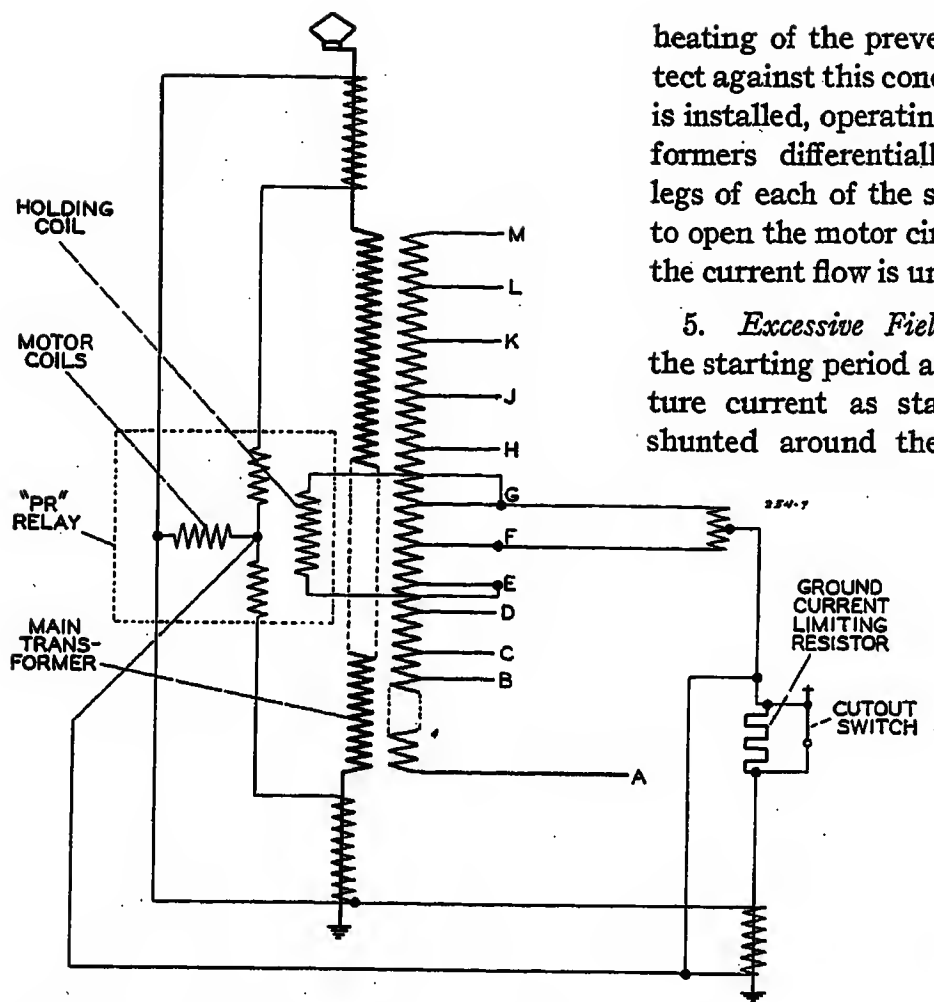 heating of the preve
tect against this conc
is installed, operatin
formers differentiall
legs of each of the s
to open the motor cir
the current flow is ur
5. Excessive Fiel
the starting period a
ture current as sta
shunted around the
HOLDING
COIL
MOTOR
COILS
"PR"
RELAY
MAIN
TRANS-
FORMER
M
L
K
J
H
G
F
E
D
C
B
A
254-7
GROUND
CURRENT
LIMITING
RESISTOR
CUTOUT
SWITCH